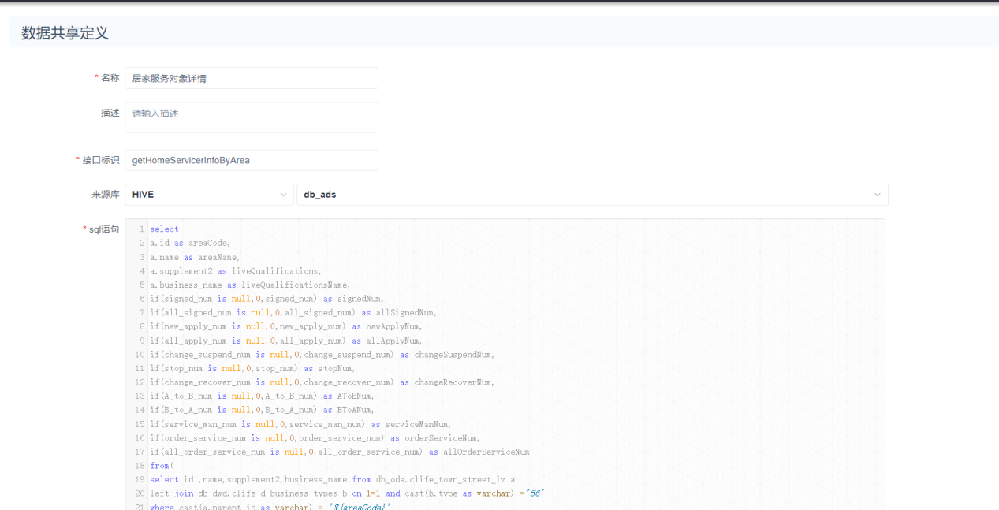 数据共享定义
* 名称 居家服务对象详情
描述 请输入描述
* 接口标识 getHomeServicerInfoByArea
来源库 HIVE db_ads
* sql语句
1 select
2 a.id as areaCode,
3 a.name as areaName,
4 a.supplement2 as liveQualifications,
5 a.business_name as liveQualificationsName,
6 if(signed_num is null,0,signed_num) as signedNum,
7 if(all_signed_num is null,0,all_signed_num) as allSignedNum,
8 if(new_apply_num is null,0,new_apply_num) as newApplyNum,
9 if(all_apply_num is null,0,all_apply_num) as allApplyNum,
10 if(change_suspend_num is null,0,change_suspend_num) as changeSuspendNum,
11 if(stop_num is null,0,stop_num) as stopNum,
12 if(change_recover_num is null,0,change_recover_num) as changeRecoverNum,
13 if(A_to_B_num is null,0,A_to_B_num) as AToBNum,
14 if(B_to_A_num is null,0,B_to_A_num) as BToANum,
15 if(service_man_num is null,0,service_man_num) as serviceManNum,
16 if(order_service_num is null,0,order_service_num) as orderServiceNum,
17 if(all_order_service_num is null,0,all_order_service_num) as allOrderServiceNum
18 from(
19 select id ,name,supplement2,business_name from db_ods.clife_town_street_lz a
20 left join db_dwd.clife_d_business_types b on 1=1 and cast(b.type as varchar) ='56'
21 where cast(a.parent_id as varchar) = '${areaCode}'